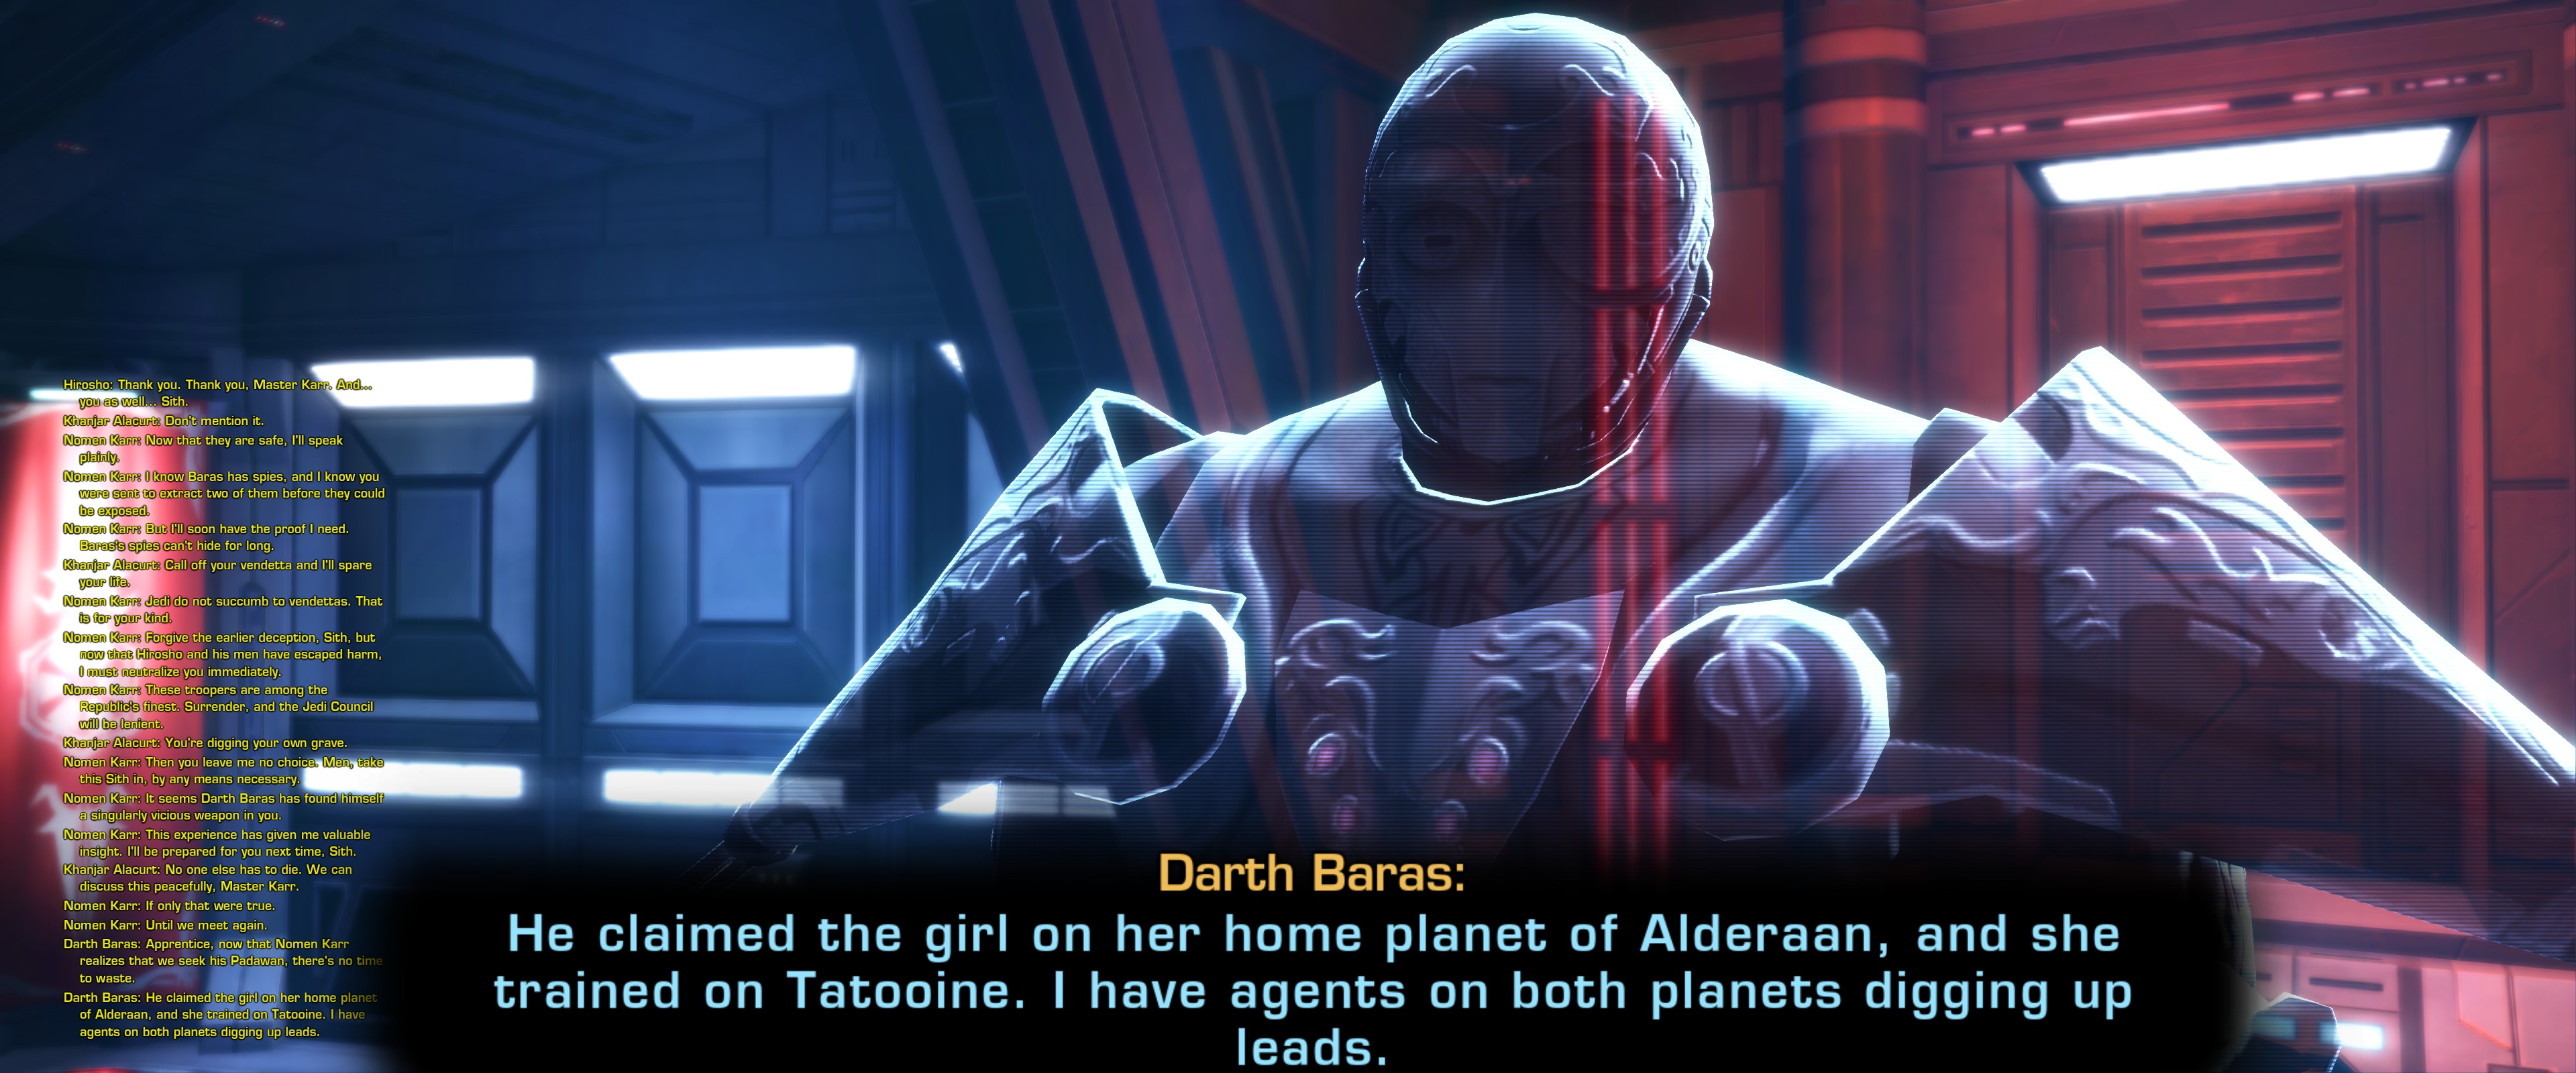 Hirosho: Thank you. Thank you, Master Karr. And...
you as well... Sith.
Khanjar Alacurt: Don't mention it.
Nomen Karr: Now that they are safe, I'll speak
plainly.
Nomen Karr: I know Baras has spies, and I know you
were sent to extract two of them before they could
be exposed.
Nomen Karr: But I'll soon have the proof I need.
Baras's spies can't hide for long.
Khanjar Alacurt: Call off your vendetta and I'll spare
your life.
Nomen Karr: Jedi do not succumb to vendettas. That
is for your kind.
Nomen Karr: Forgive the earlier deception, Sith, but
now that Hirosho and his men have escaped harm,
I must neutralize you immediately.
Nomen Karr: These troopers are among the
Republic's finest. Surrender, and the Jedi Council
will be lenient.
Khanjar Alacurt: You're digging your own grave.
Nomen Karr: Then you leave me no choice. Men, take
this Sith in, by any means necessary.
Nomen Karr: It seems Darth Baras has found himself
a singularly vicious weapon in you.
Nomen Karr: This experience has given me valuable
insight. I'll be prepared for you next time, Sith.
Khanjar Alacurt: No one else has to die. We can
discuss this peacefully, Master Karr.
Nomen Karr: If only that were true.
Nomen Karr: Until we meet again.
Darth Baras: Apprentice, now that Nomen Karr
realizes that we seek his Padawan, there's no time
to waste.
Darth Baras: He claimed the girl on her home planet
of Alderaan, and she trained on Tatooine. I have
agents on both planets digging up leads.
Darth Baras:
He claimed the girl on her home planet of Alderaan, and she
trained on Tatooine. I have agents on both planets digging up
leads.